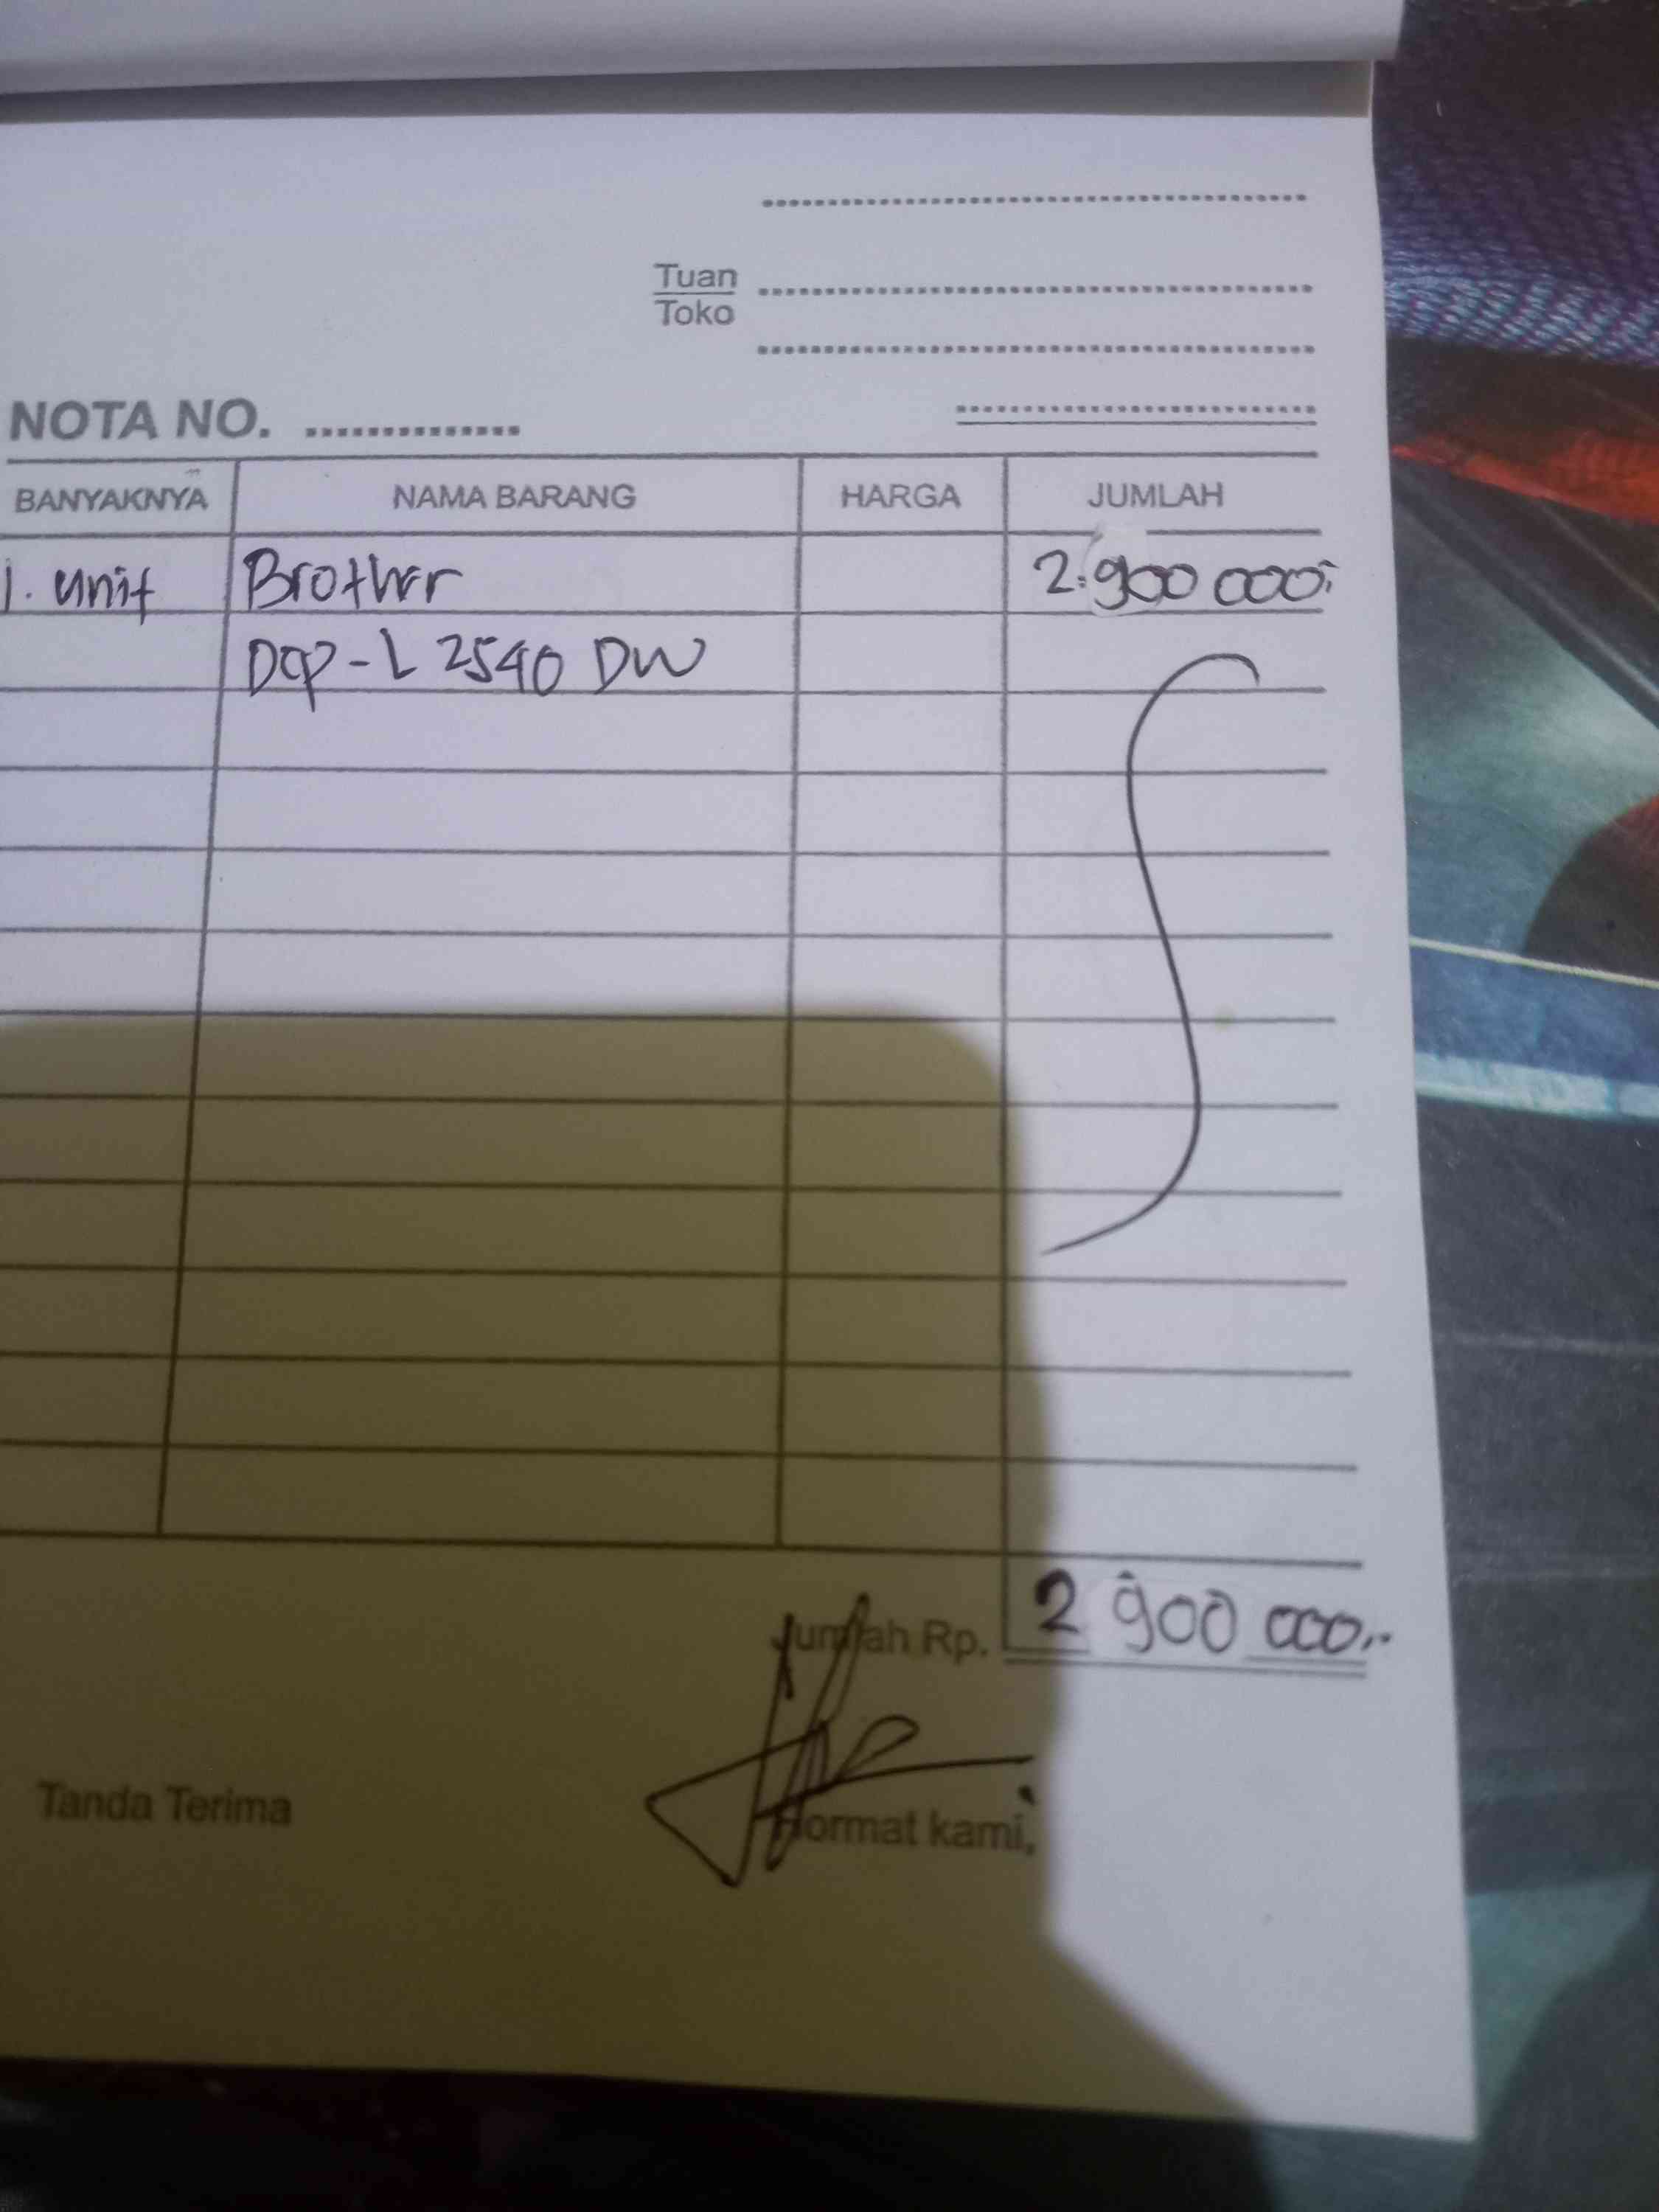 Tuan
Toko
NOTA NO.
BANYAKNYA NAMA BARANG HARGA JUMLAH
1. unit Brother 2.900 000,-
DCP-L 2540 DW
Jumlah Rp. 2 900 000,-
Tanda Terima Hormat kami,